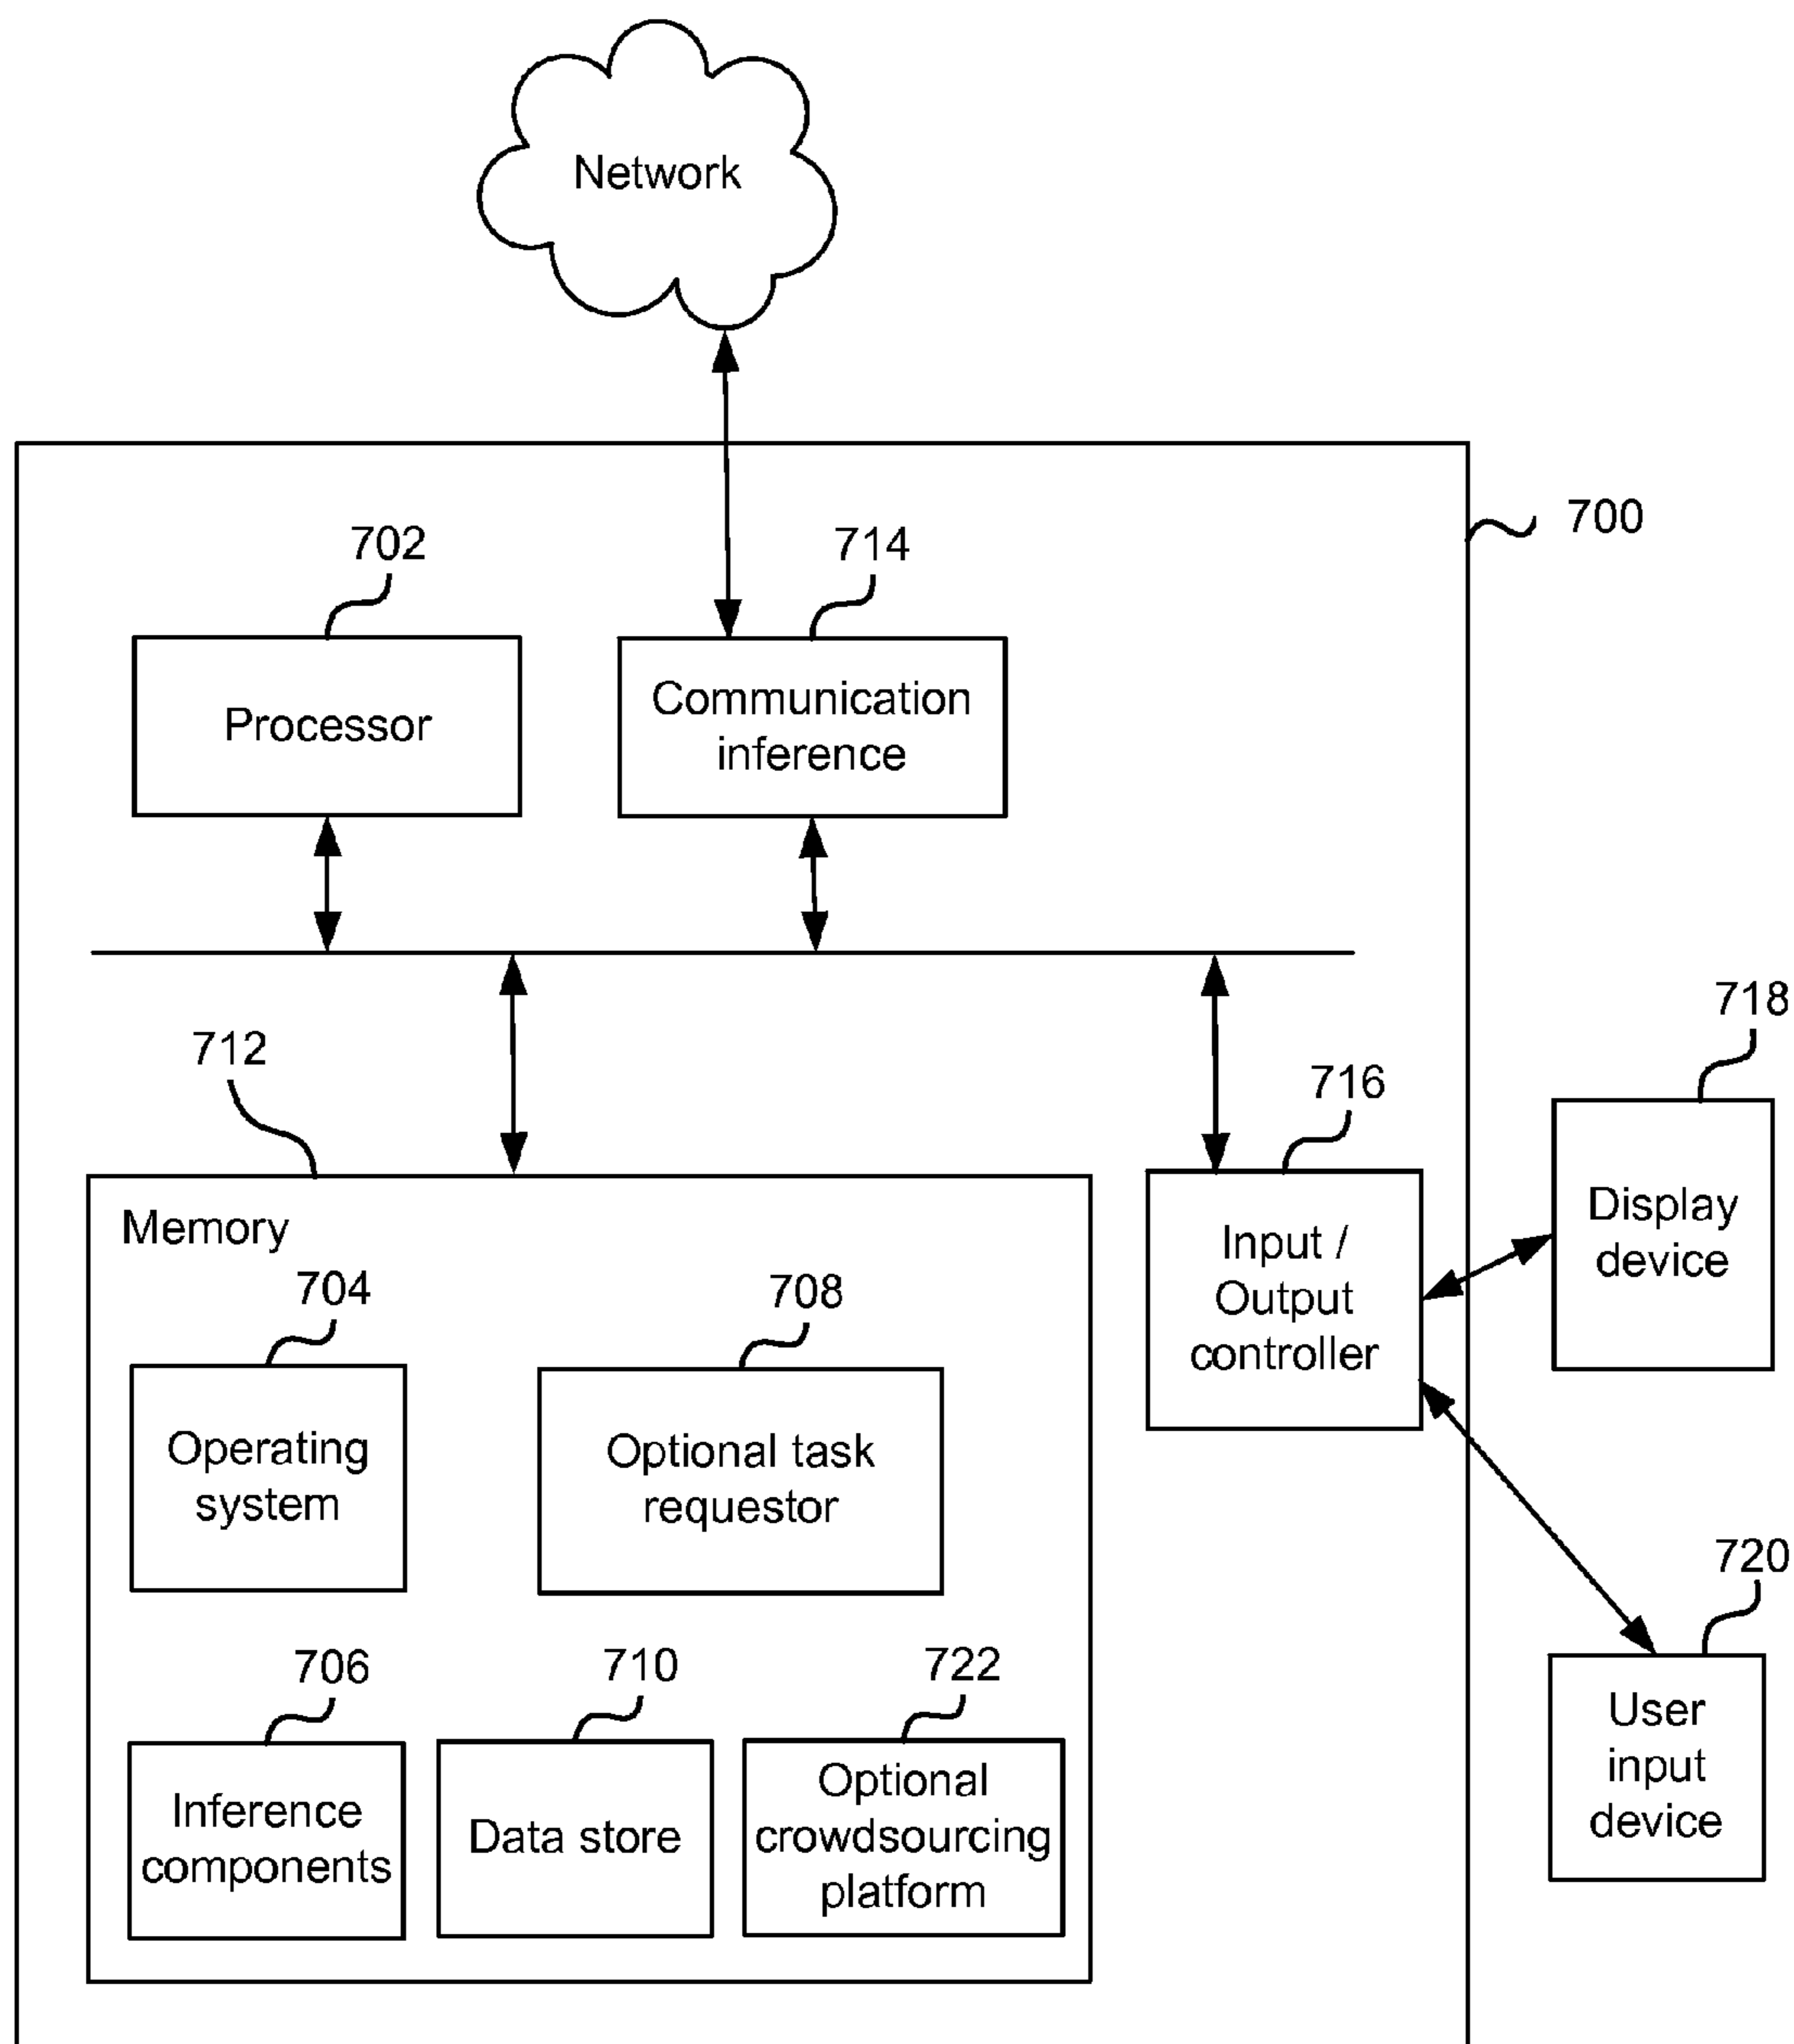 Network
700
702
714
Processor
Communication
inference
712
716
718
Memory
Input /
Output
controller
Display
device
704
708
Operating
system
Optional task
requestor
720
706
710
722
User
input
device
Inference
components
Data store
Optional
crowdsourcing
platform